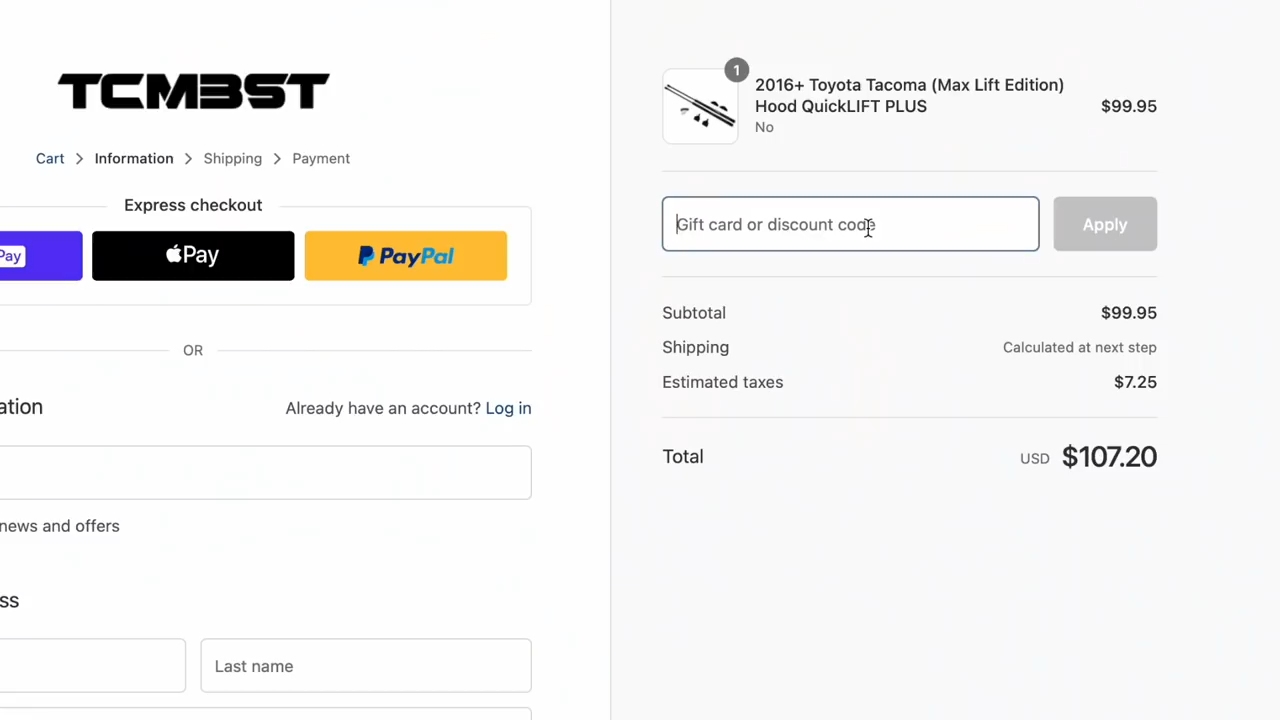 TCMBST
Cart > Information > Shipping > Payment
Express checkout
Pay
Pay
PayPal
OR
ation
Already have an account? Log in
news and offers
ss
Last name
1
2016+ Toyota Tacoma (Max Lift Edition)
Hood QuickLIFT PLUS
$99.95
No
Gift card or discount code
Apply
Subtotal
$99.95
Shipping
Calculated at next step
Estimated taxes
$7.25
Total
USD $107.20